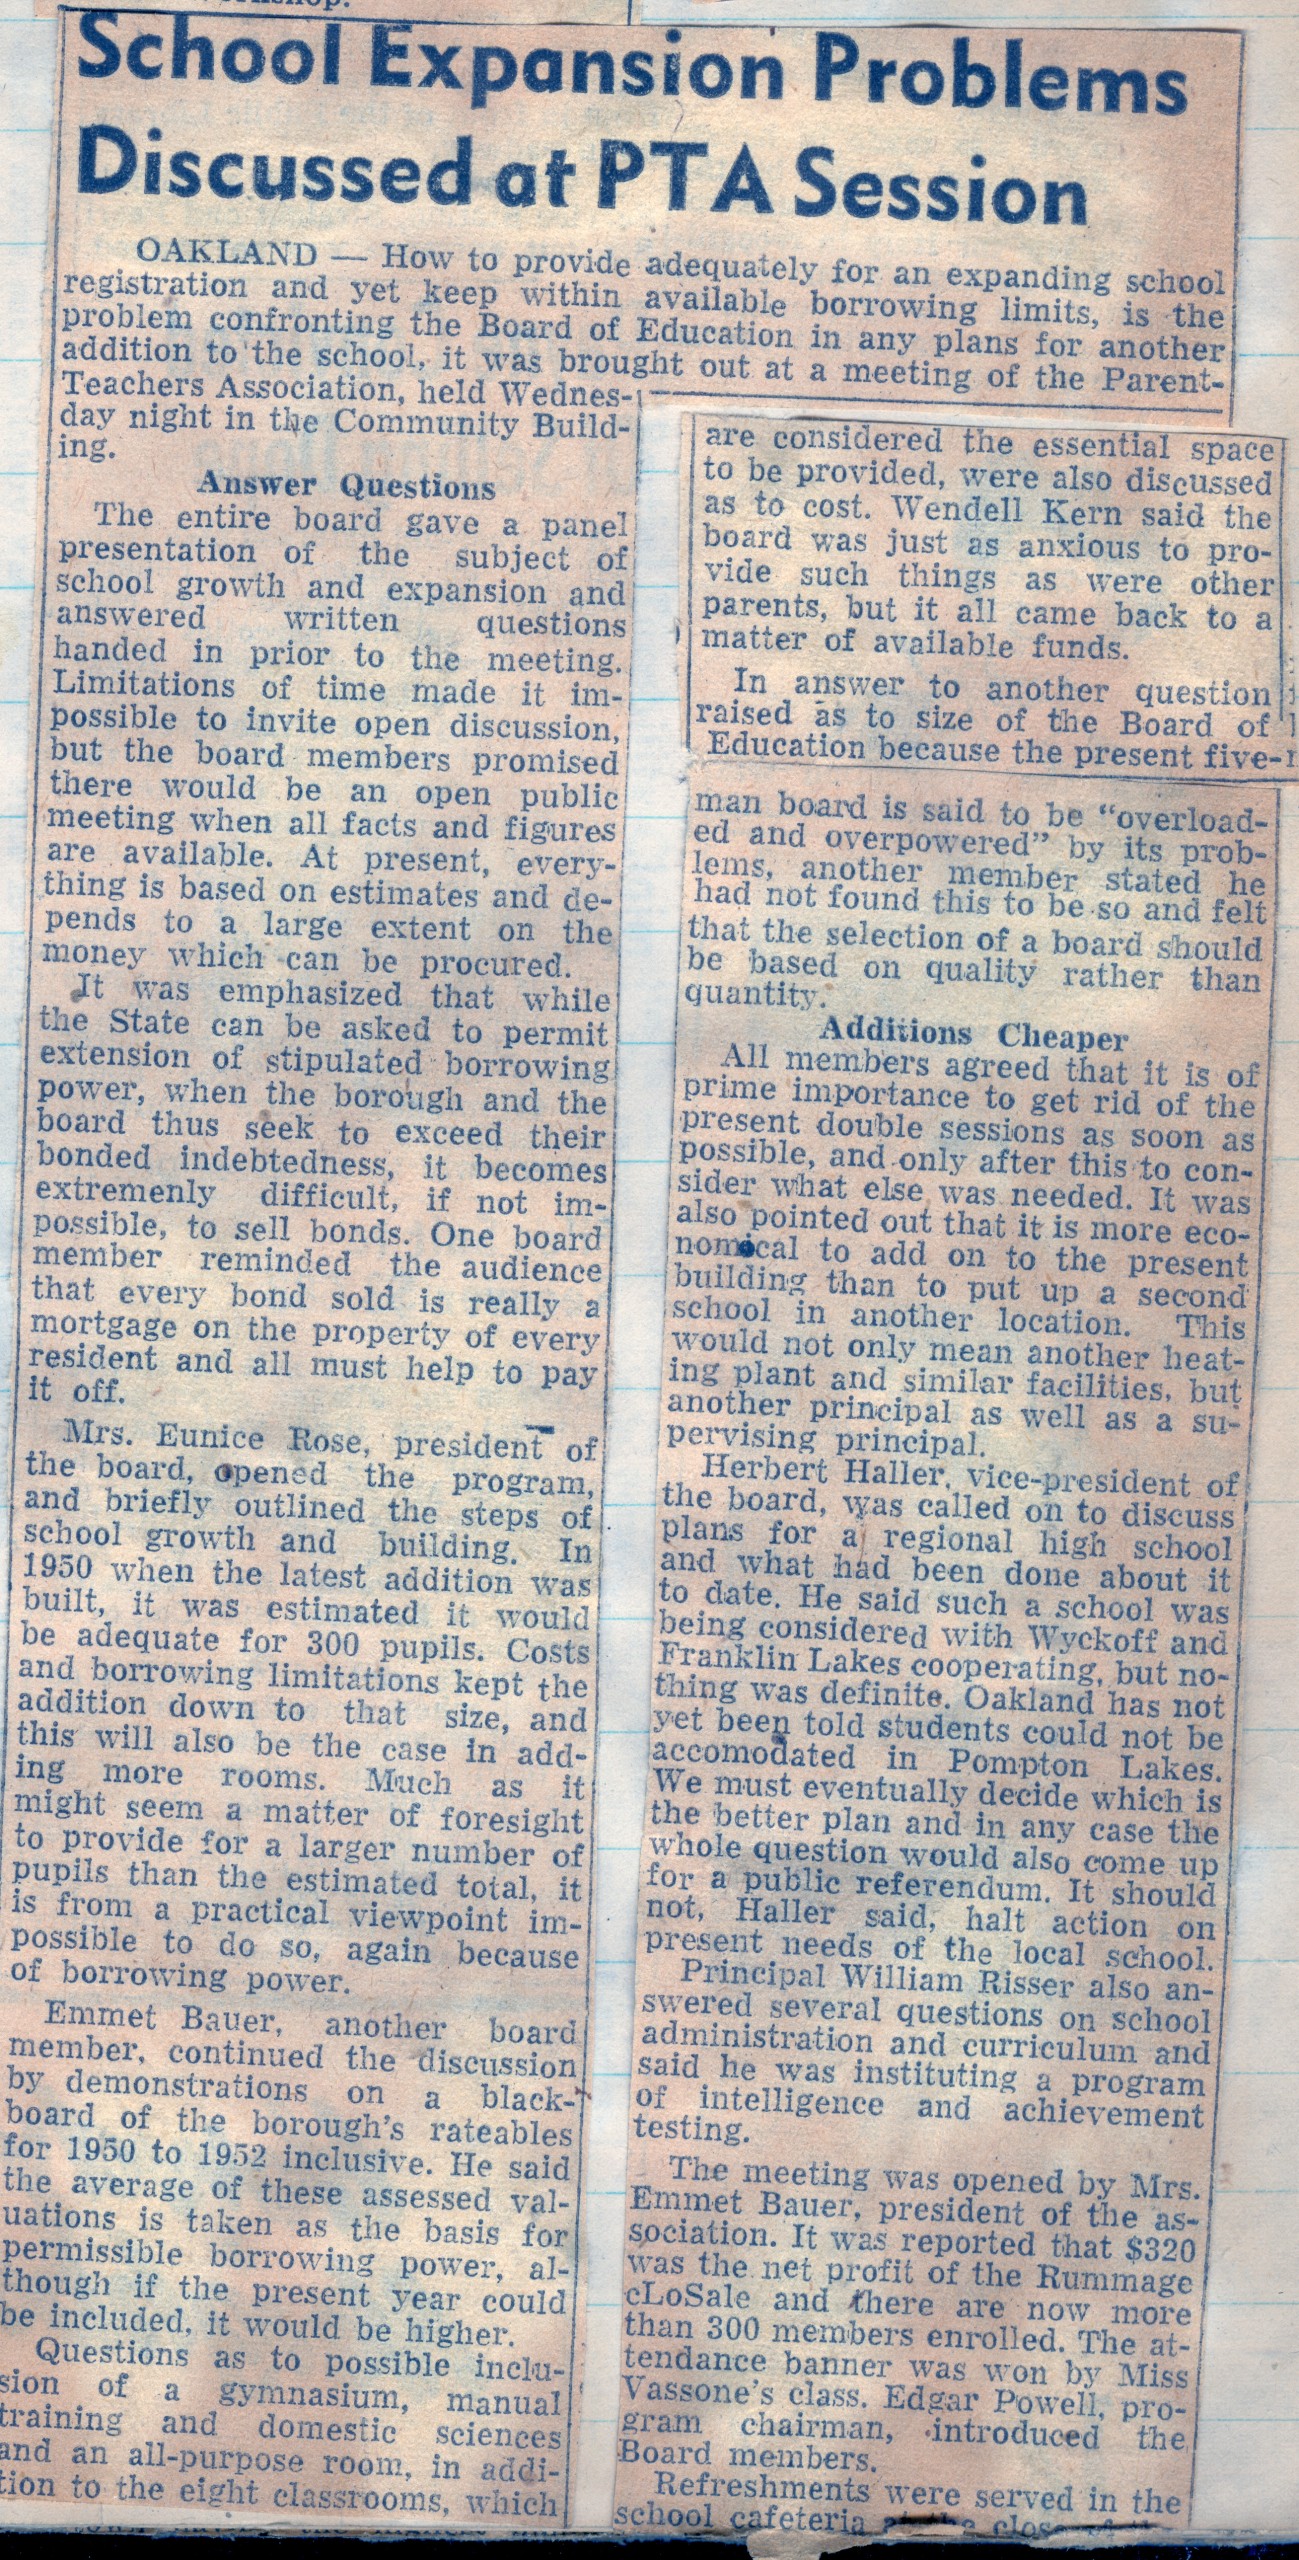 School Expansion Problems
Discussed at PTA Session
OAKLAND — How to provide adequately for an expanding school
registration and yet keep within available borrowing limits, is the
problem confronting the Board of Education in any plans for another
addition to the school, it was brought out at a meeting of the Parent-
Teachers Association, held Wednes-
day night in the Community Build-
ing.
Answer Questions
The entire board gave a panel
presentation of the subject of
school growth and expansion and
answered written questions
handed in prior to the meeting.
Limitations of time made it im-
possible to invite open discussion,
but the board members promised
there would be an open public
meeting when all facts and figures
are available. At present, every-
thing is based on estimates and de-
pends to a large extent on the
money which can be procured.
It was emphasized that while
the State can be asked to permit
extension of stipulated borrowing
power, when the borough and the
board thus seek to exceed their
bonded indebtedness, it becomes
extremenly difficult, if not im-
possible, to sell bonds. One board
member reminded the audience
that every bond sold is really a
mortgage on the property of every
resident and all must help to pay
it off.
Mrs. Eunice Rose, president of
the board, opened the program,
and briefly outlined the steps of
school growth and building. In
1950 when the latest addition was
built, it was estimated it would
be adequate for 300 pupils. Costs
and borrowing limitations kept the
addition down to that size, and
this will also be the case in add-
ing more rooms. Much as it
might seem a matter of foresight
to provide for a larger number of
pupils than the estimated total, it
is from a practical viewpoint im-
possible to do so, again because
of borrowing power.
Emmet Bauer, another board
member, continued the discussion
by demonstrations on a black-
board of the borough's rateables
for 1950 to 1952 inclusive. He said
the average of these assessed val-
uations is taken as the basis for
permissible borrowing power, al-
though if the present year could
be included, it would be higher.
Questions as to possible inclu-
sion of a gymnasium, manual
training and domestic sciences
and an all-purpose room, in addi-
tion to the eight classrooms, which
are considered the essential space
to be provided, were also discussed
as to cost. Wendell Kern said the
board was just as anxious to pro-
vide such things as were other
parents, but it all came back to a
matter of available funds.
In answer to another question
raised as to size of the Board of
Education because the present five-
man board is said to be “overload-
ed and overpowered” by its prob-
lems, another member stated he
had not found this to be so and felt
that the selection of a board should
be based on quality rather than
quantity.
Additions Cheaper
All members agreed that it is of
prime importance to get rid of the
present double sessions as soon as
possible, and only after this to con-
sider what else was needed. It was
also pointed out that it is more eco-
nomical to add on to the present
building than to put up a second
school in another location. This
would not only mean another heat-
ing plant and similar facilities, but
another principal as well as a su-
pervising principal.
Herbert Haller, vice-president of
the board, was called on to discuss
plans for a regional high school
and what had been done about it
to date. He said such a school was
being considered with Wyckoff and
Franklin Lakes cooperating, but no-
thing was definite. Oakland has not
yet been told students could not be
accomodated in Pompton Lakes.
We must eventually decide which is
the better plan and in any case the
whole question would also come up
for a public referendum. It should
not, Haller said, halt action on
present needs of the local school.
Principal William Risser also an-
swered several questions on school
administration and curriculum and
said he was instituting a program
of intelligence and achievement
testing.
The meeting was opened by Mrs.
Emmet Bauer, president of the as-
sociation. It was reported that $320
was the net profit of the Rummage
cLoSale and there are now more
than 300 members enrolled. The at-
tendance banner was won by Miss
Vassone's class. Edgar Powell, pro-
gram chairman, introduced the
Board members.
Refreshments were served in the
school cafeteria at the close of the